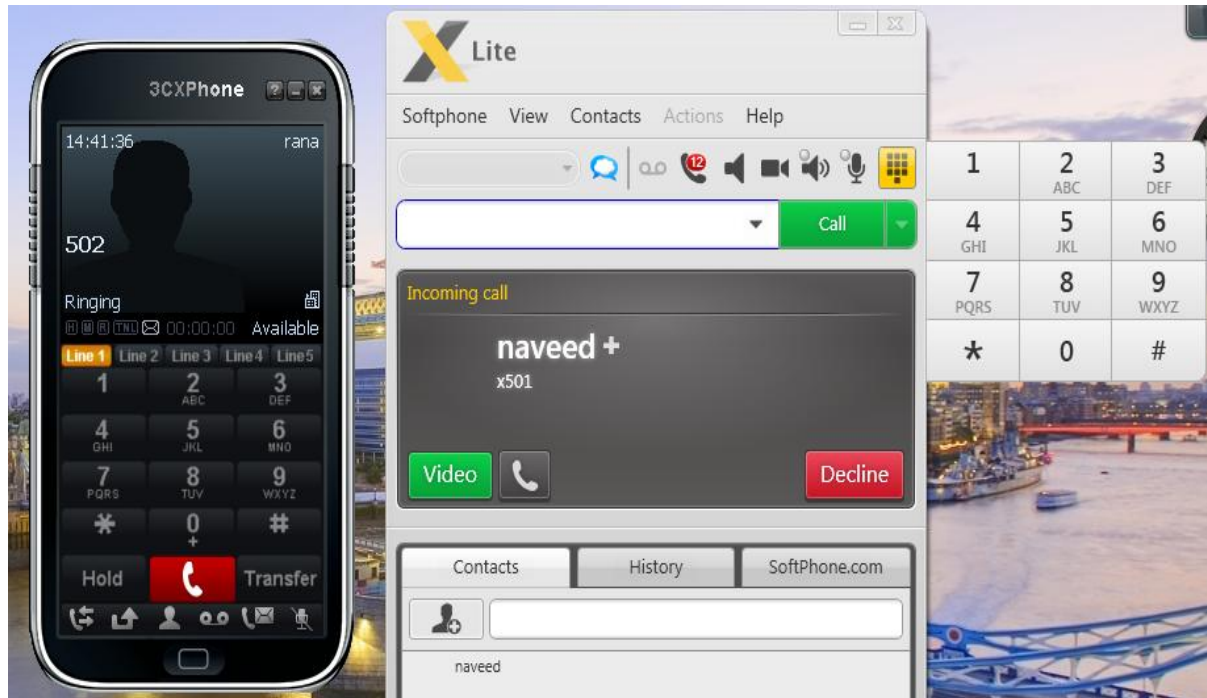 3CXPhone ? 
14:41:36 rana
502
Ringing
H M R TNL 00:00:00 Available
Line 1 Line 2 Line 3 Line 4 Line5
1 2 3
ABC DEF
4 5 6
GHI JKL MNO
7 8 9
PQRS TUV WXYZ
* 0 #
+
Hold Transfer
X Lite
Softphone View Contacts Actions Help
12
Call
Incoming call
naveed +
x501
Video Decline
Contacts History SoftPhone.com
naveed
1 2 3
ABC DEF
4 5 6
GHI JKL MNO
7 8 9
PQRS TUV WXYZ
* 0 #